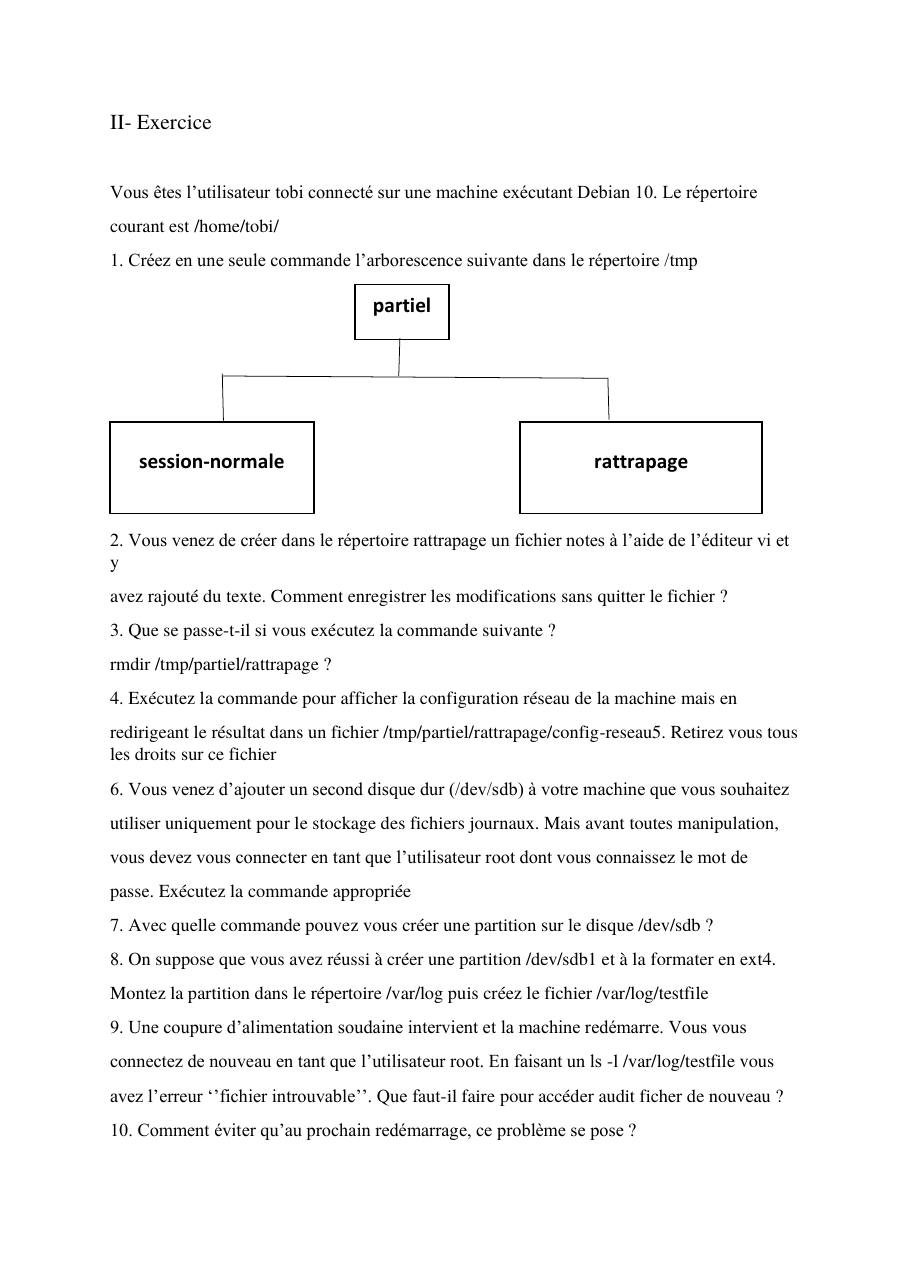 II- Exercice
Vous êtes l’utilisateur tobi connecté sur une machine exécutant Debian 10. Le répertoire
courant est /home/tobi/
1. Créez en une seule commande l’arborescence suivante dans le répertoire /tmp
partiel
session-normale
rattrapage
2. Vous venez de créer dans le répertoire rattrapage un fichier notes à l’aide de l’éditeur vi et
y
avez rajouté du texte. Comment enregistrer les modifications sans quitter le fichier ?
3. Que se passe-t-il si vous exécutez la commande suivante ?
rmdir /tmp/partiel/rattrapage ?
4. Exécutez la commande pour afficher la configuration réseau de la machine mais en
redirigeant le résultat dans un fichier /tmp/partiel/rattrapage/config-reseau5. Retirez vous tous
les droits sur ce fichier
6. Vous venez d’ajouter un second disque dur (/dev/sdb) à votre machine que vous souhaitez
utiliser uniquement pour le stockage des fichiers journaux. Mais avant toutes manipulation,
vous devez vous connecter en tant que l’utilisateur root dont vous connaissez le mot de
passe. Exécutez la commande appropriée
7. Avec quelle commande pouvez vous créer une partition sur le disque /dev/sdb ?
8. On suppose que vous avez réussi à créer une partition /dev/sdb1 et à la formater en ext4.
Montez la partition dans le répertoire /var/log puis créez le fichier /var/log/testfile
9. Une coupure d’alimentation soudaine intervient et la machine redémarre. Vous vous
connectez de nouveau en tant que l’utilisateur root. En faisant un ls -l /var/log/testfile vous
avez l’erreur ‘’fichier introuvable’’. Que faut-il faire pour accéder audit ficher de nouveau ?
10. Comment éviter qu’au prochain redémarrage, ce problème se pose ?